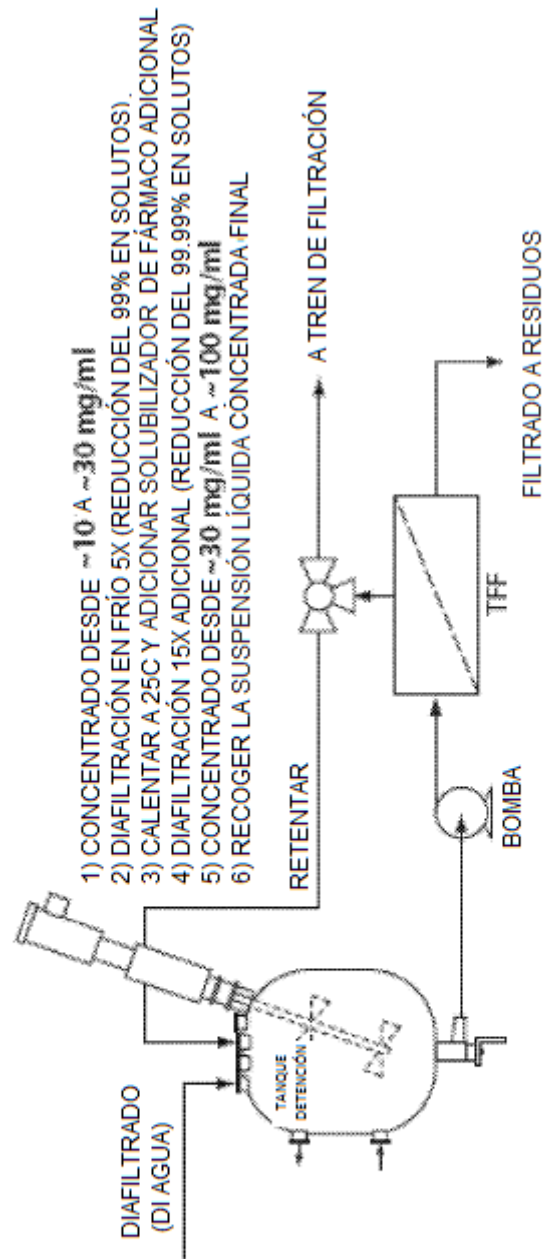 1) CONCENTRADO DESDE ~10 A ~30 mg/ml
2) DIAFILTRACIÓN EN FRÍO 5X (REDUCCIÓN DEL 99% EN SOLUTOS).
3) CALENTAR A 25C Y ADICIONAR SOLUBILIZADOR DE FÁRMACO ADICIONAL
4) DIAFILTRACIÓN 15X ADICIONAL (REDUCCIÓN DEL 99.99% EN SOLUTOS)
5) CONCENTRADO DESDE ~30 mg/ml A ~100 mg/ml
6) RECOGER LA SUSPENSIÓN LÍQUIDA CONCENTRADA FINAL
DIAFILTRADO
(DI AGUA)
RETENTAR
A TREN DE FILTRACIÓN
TANQUE
DETENCIÓN
BOMBA
TFF
FILTRADO A RESIDUOS